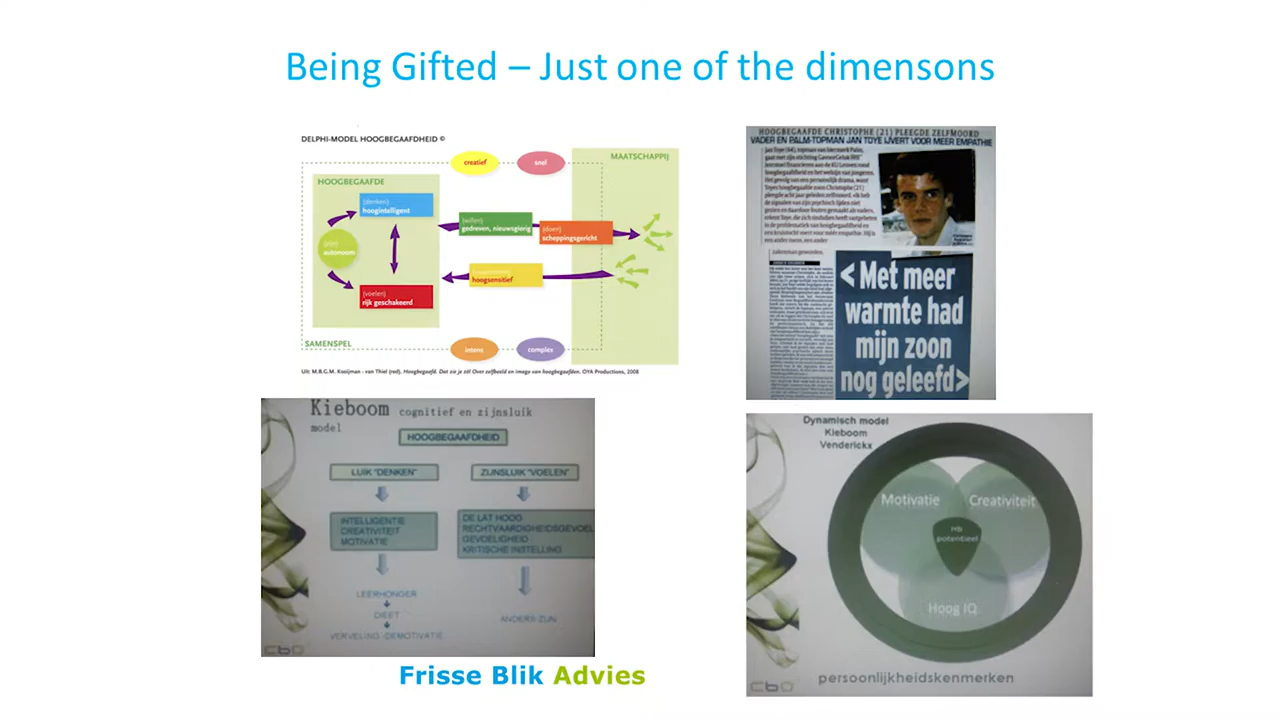 Being Gifted – Just one of the dimensons
DELPHI-MODEL HOOGBEGAAFDHEID ©
creatief
snel
MAATSCHAPPIJ
HOOGBEGAAFDE
(denken)
hoogintelligent
(willen)
gedreven, nieuwsgierig
(doen)
scheppingsgericht
(zijn)
autonoom
hoogsensitief
(voelen)
rijk geschakeerd
SAMENSPEL
intens
complex
Uit: M.B.G.M. Kooijman - van Thiel (red). Hoogbegaafd. Dat zie je zó! Over zelfbeeld en imago van hoogbegaafden. OYA Productions, 2008
HOOGBEGAAFDE CHRISTOPHE (21) PLEEGDE ZELFMOORD
VADER EN PALM-TOPMAN JAN TOYE IJVERT VOOR MEER EMPATHIE
<Met meer
warmte had
mijn zoon
nog geleefd>
Kieboom cognitief en zijnsluik
model
HOOGBEGAAFDHEID
LUIK "DENKEN"
ZIJNSLUIK "VOELEN"
INTELLIGENTIE
CREATIVITEIT
MOTIVATIE
DE LAT HOOG
RECHTVAARDIGHEIDSGEVOEL
GEVOELIGHEID
KRITISCHE INSTELLING
LEERHONGER
DIEET
VERVELING-DEMOTIVATIE
ANDERS-ZIJN
cbo
Dynamisch model
Kieboom
Venderickx
Motivatie
Creativiteit
HB
potentieel
Hoog IQ
persoonlijkheidskenmerken
cbo
Frisse Blik Advies